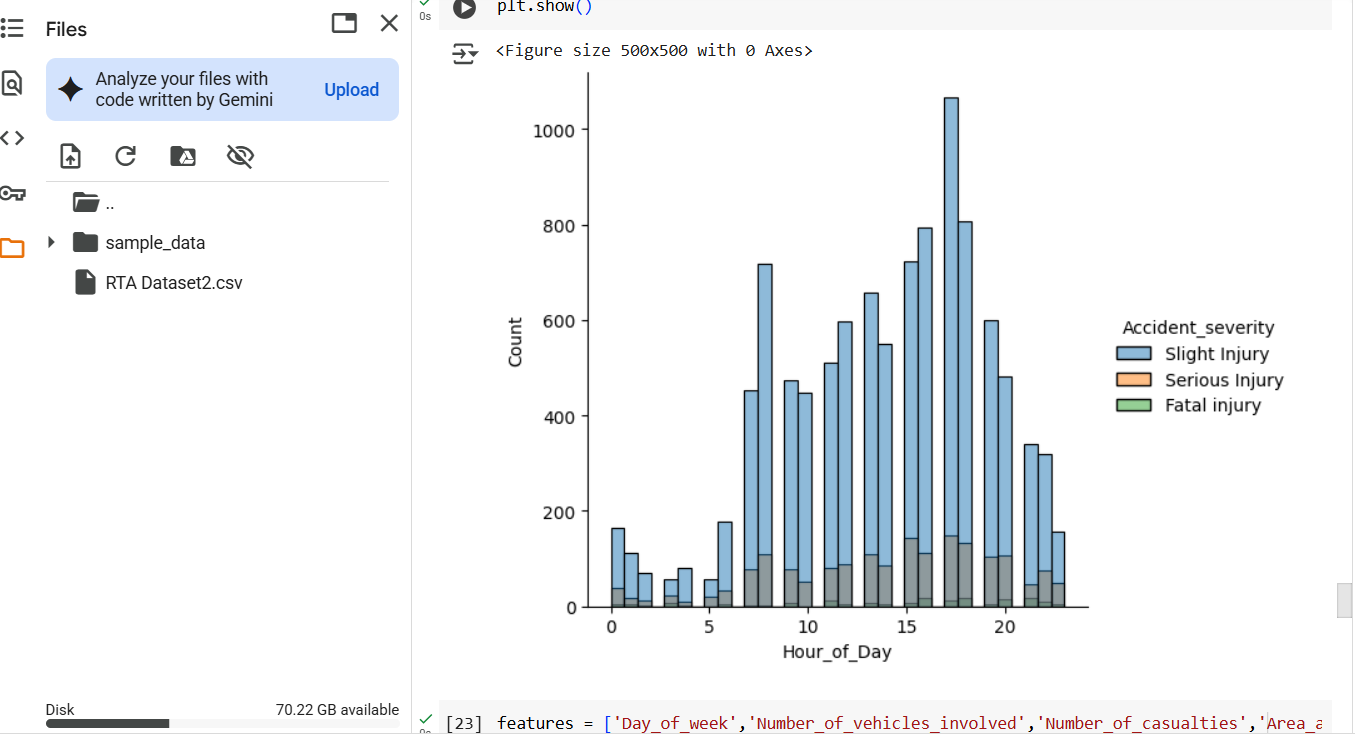 Files
Analyze your files with
code written by Gemini
Upload
..
sample_data
RTA Dataset2.csv
Disk
70.22 GB available
0s
plt.show()
<Figure size 500x500 with 0 Axes>
1000
800
600
400
200
0
Count
0 5 10 15 20
Hour_of_Day
Accident_severity
Slight Injury
Serious Injury
Fatal injury
[23] features = ['Day_of_week','Number_of_vehicles_involved','Number_of_casualties','Area_a